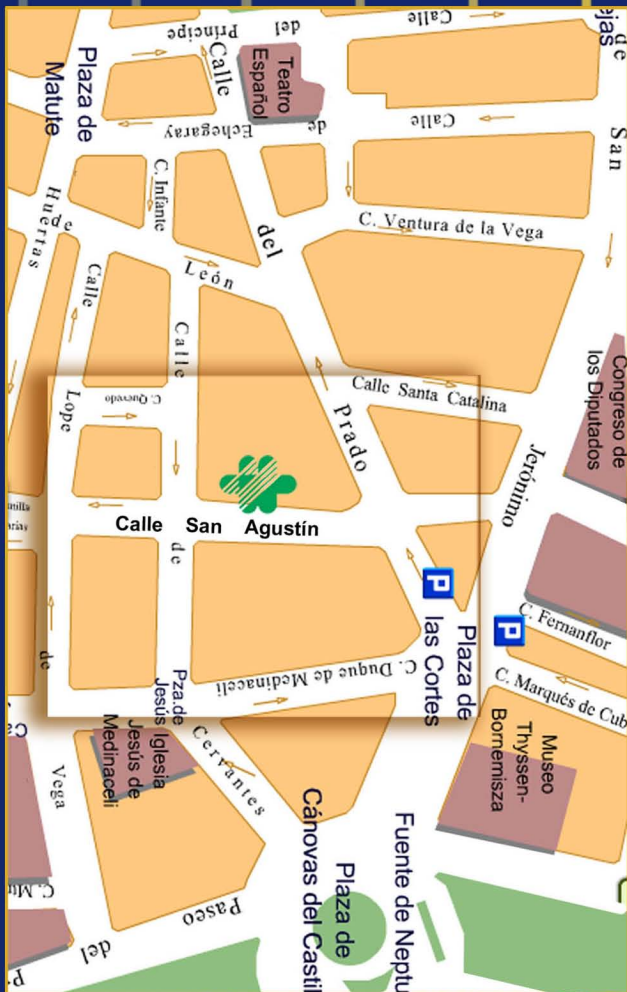 Calle
del
Príncipe
Calle
Teatro
Español
Plaza de
Matute
de
Echegaray
Calle
de
San
C. Infante
C. Ventura de la Vega
del
Huertas
de
León
Calle
Calle
Congreso de
los Diputados
Calle Santa Catalina
C. Quevedo
Lope
Prado
Jerónimo
Calle San Agustín
de
P
P
C. Fernanflor
Plaza de
las Cortes
C. Duque de Medinaceli
C. Marqués de Cub
de
Pza.de
Jesús
Iglesia
Jesús de
Medinaceli
Cervantes
Museo
Thyssen-
Bornemisza
Vega
Fuente de Neptu
Plaza de
Cánovas del Castil
Paseo
del